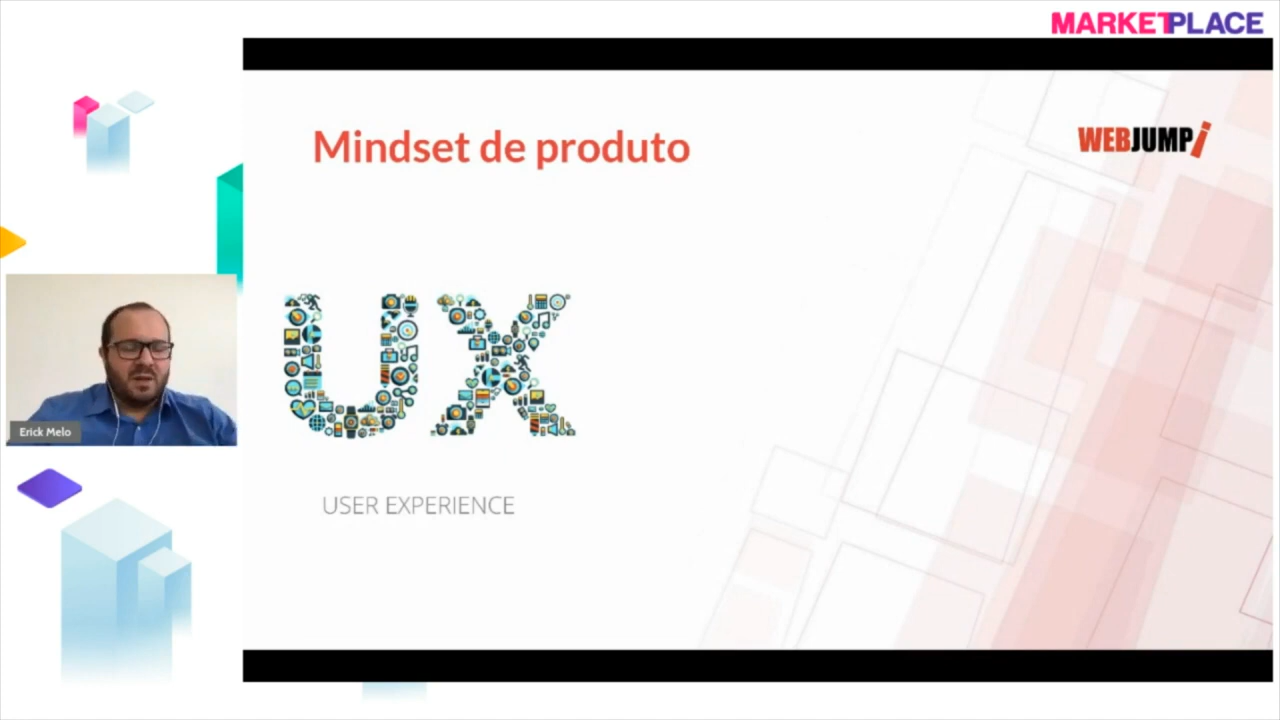 MARKETPLACE
Mindset de produto
WEBJUMP!
UX
USER EXPERIENCE
Erick Melo